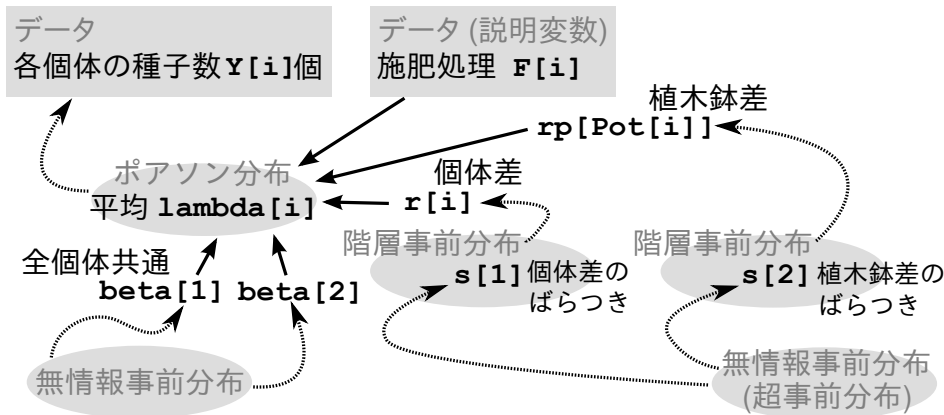 データ
各個体の種子数 Y[i]個
データ (説明変数)
施肥処理 F[i]
植木鉢差
rp[Pot[i]]
ポアソン分布
平均 lambda[i]
個体差
r[i]
階層事前分布
s[1] 個体差の
ばらつき
階層事前分布
s[2] 植木鉢差の
ばらつき
全個体共通
beta[1] beta[2]
無情報事前分布
無情報事前分布
(超事前分布)